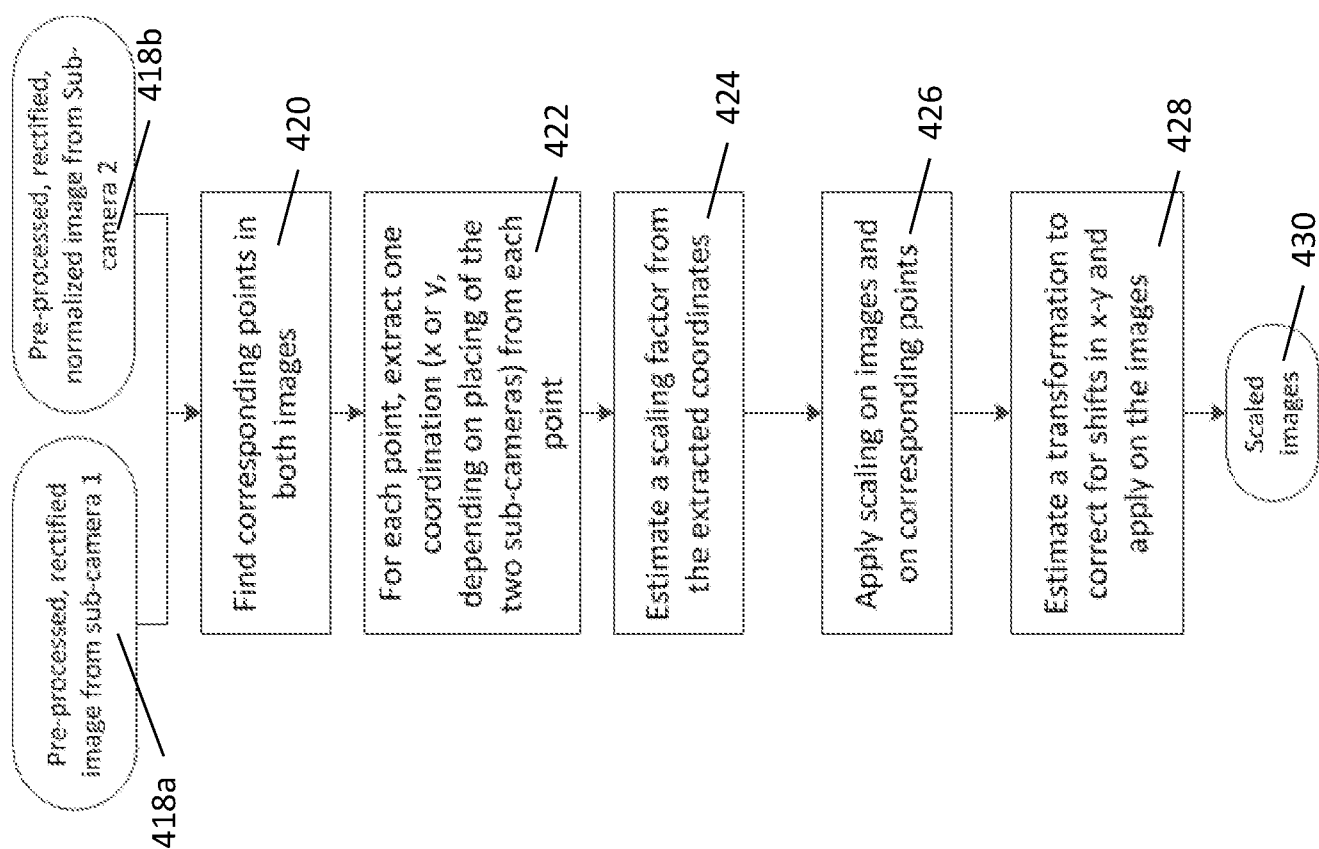 Pre-processed, rectified
image from sub-camera 1
418a
Pre-processed, rectified,
normalized image from Sub-
camera 2
418b
Find corresponding points in
both images
420
For each point, extract one
coordination (x or y,
depending on placing of the
two sub-cameras) from each
point
422
Estimate a scaling factor from
the extracted coordinates
424
Apply scaling on images and
on corresponding points
426
Estimate a transformation to
correct for shifts in x-y and
apply on the images
428
Scaled
images
430